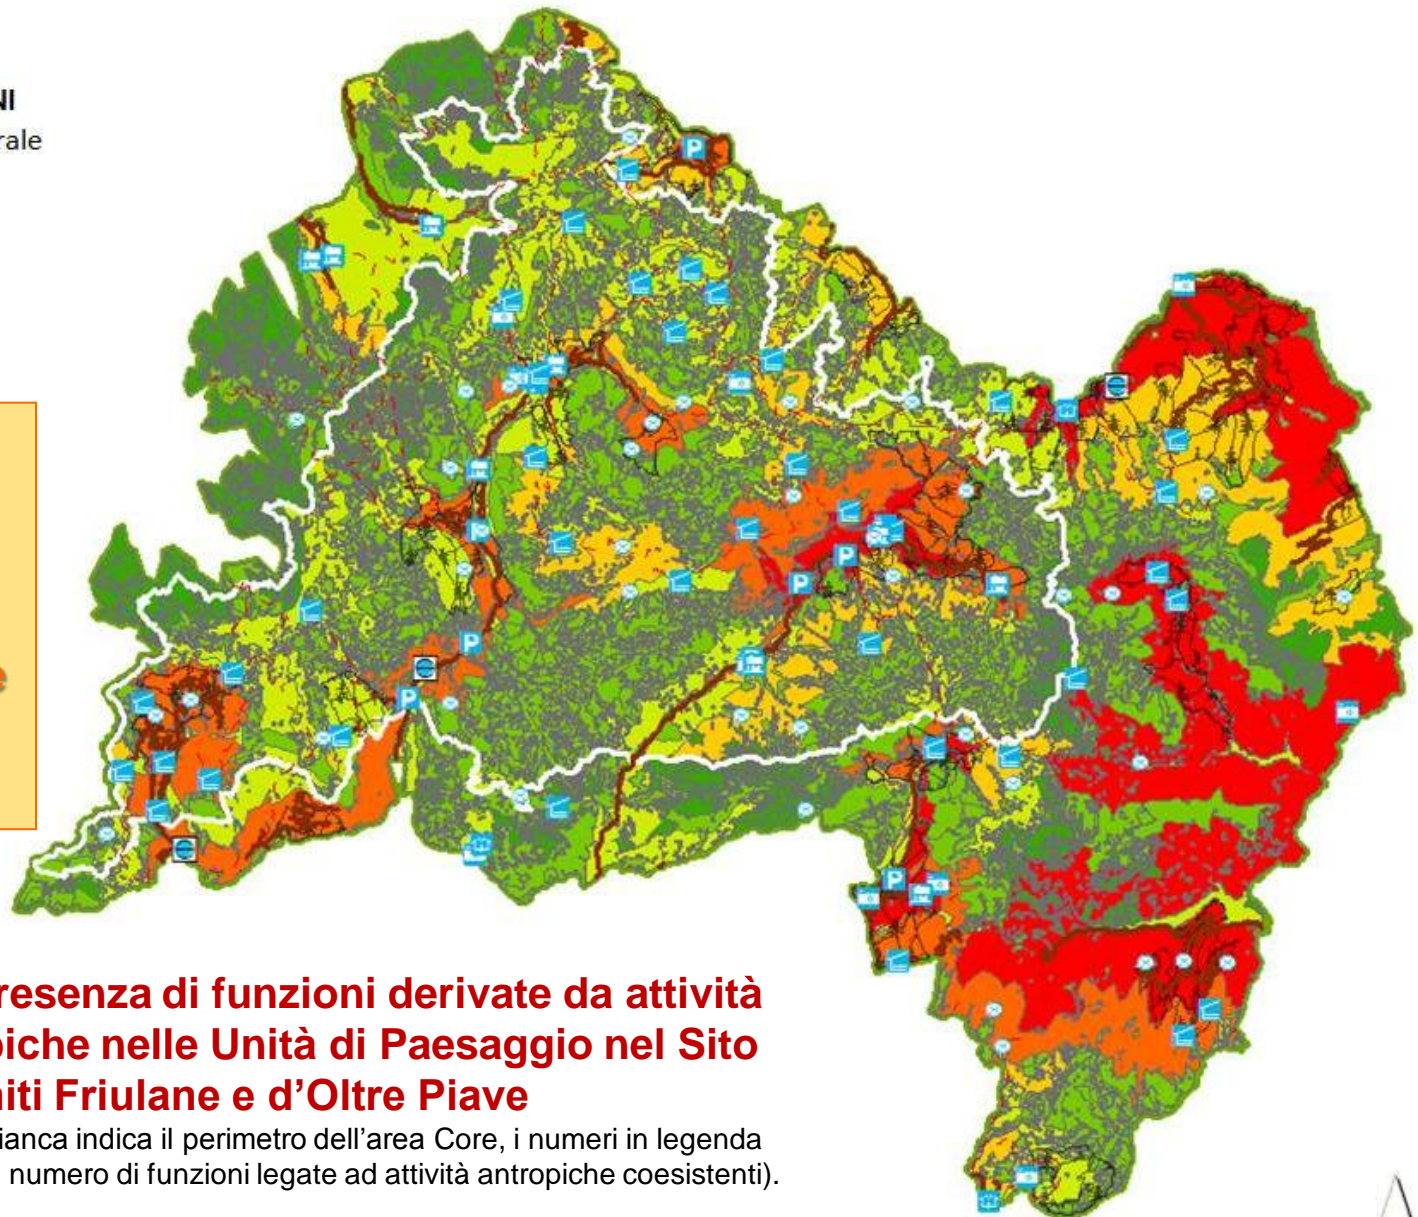 NI
rale
e
resenza di funzioni derivate da attività
piche nelle Unità di Paesaggio nel Sito
niti Friulane e d’Oltre Piave
ianca indica il perimetro dell’area Core, i numeri in legenda
numero di funzioni legate ad attività antropiche coesistenti).
P
P
P
P
P
P
P